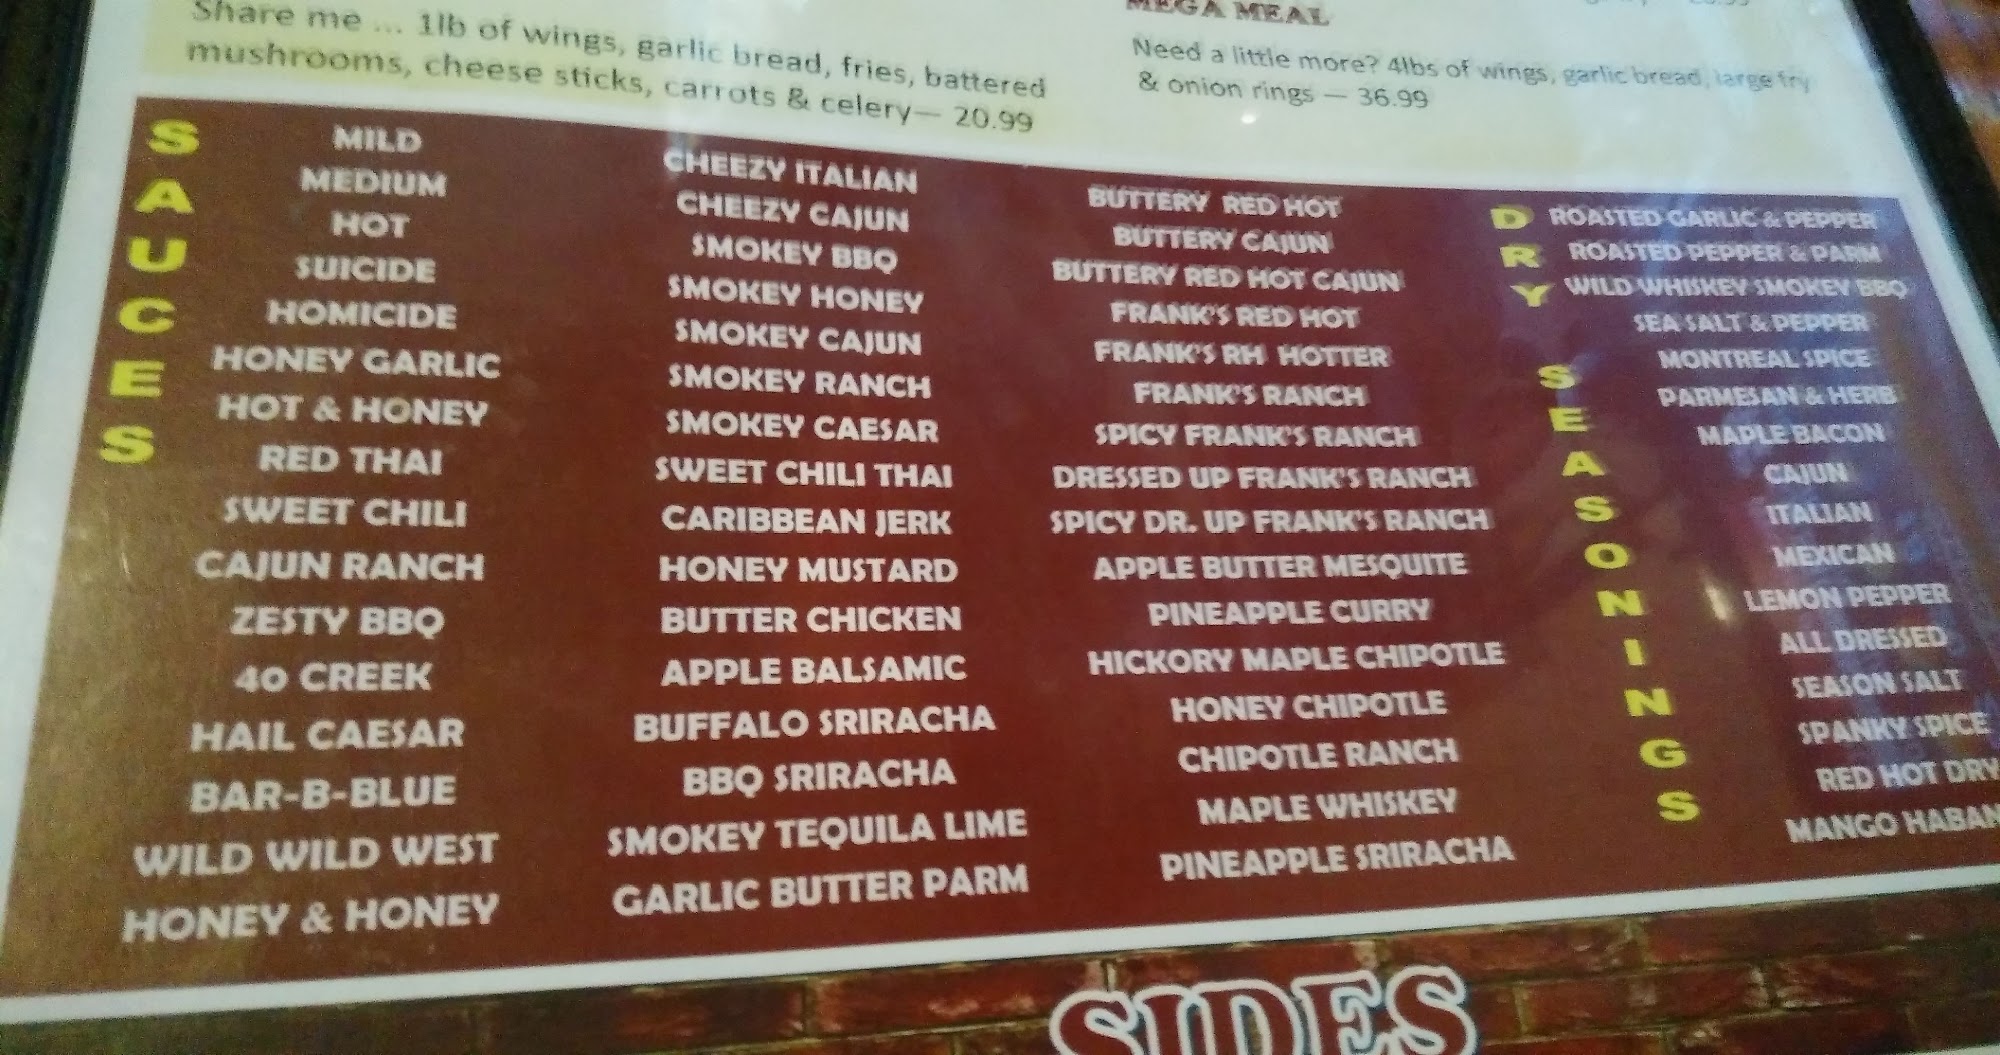 Share me ... 1lb of wings, garlic bread, fries, battered
mushrooms, cheese sticks, carrots & celery— 20.99
MEGA MEAL
Need a little more? 4lbs of wings, garlic bread, large fry
& onion rings — 36.99
SAUCES
MILD
MEDIUM
HOT
SUICIDE
HOMICIDE
HONEY GARLIC
HOT & HONEY
RED THAI
SWEET CHILI
CAJUN RANCH
ZESTY BBQ
40 CREEK
HAIL CAESAR
BAR-B-BLUE
WILD WILD WEST
HONEY & HONEY
CHEEZY ITALIAN
CHEEZY CAJUN
SMOKEY BBQ
SMOKEY HONEY
SMOKEY CAJUN
SMOKEY RANCH
SMOKEY CAESAR
SWEET CHILI THAI
CARIBBEAN JERK
HONEY MUSTARD
BUTTER CHICKEN
APPLE BALSAMIC
BUFFALO SRIRACHA
BBQ SRIRACHA
SMOKEY TEQUILA LIME
GARLIC BUTTER PARM
BUTTERY RED HOT
BUTTERY CAJUN
BUTTERY RED HOT CAJUN
FRANK'S RED HOT
FRANK'S RH HOTTER
FRANK'S RANCH
SPICY FRANK'S RANCH
DRESSED UP FRANK'S RANCH
SPICY DR. UP FRANK'S RANCH
APPLE BUTTER MESQUITE
PINEAPPLE CURRY
HICKORY MAPLE CHIPOTLE
HONEY CHIPOTLE
CHIPOTLE RANCH
MAPLE WHISKEY
PINEAPPLE SRIRACHA
DRY SEASONINGS
ROASTED GARLIC & PEPPER
ROASTED PEPPER & PARM
WILD WHISKEY SMOKEY BBQ
SEA SALT & PEPPER
MONTREAL SPICE
PARMESAN & HERB
MAPLE BACON
CAJUN
ITALIAN
MEXICAN
LEMON PEPPER
ALL DRESSED
SEASON SALT
SPANKY SPICE
RED HOT DRY
MANGO HABAN
SIDES